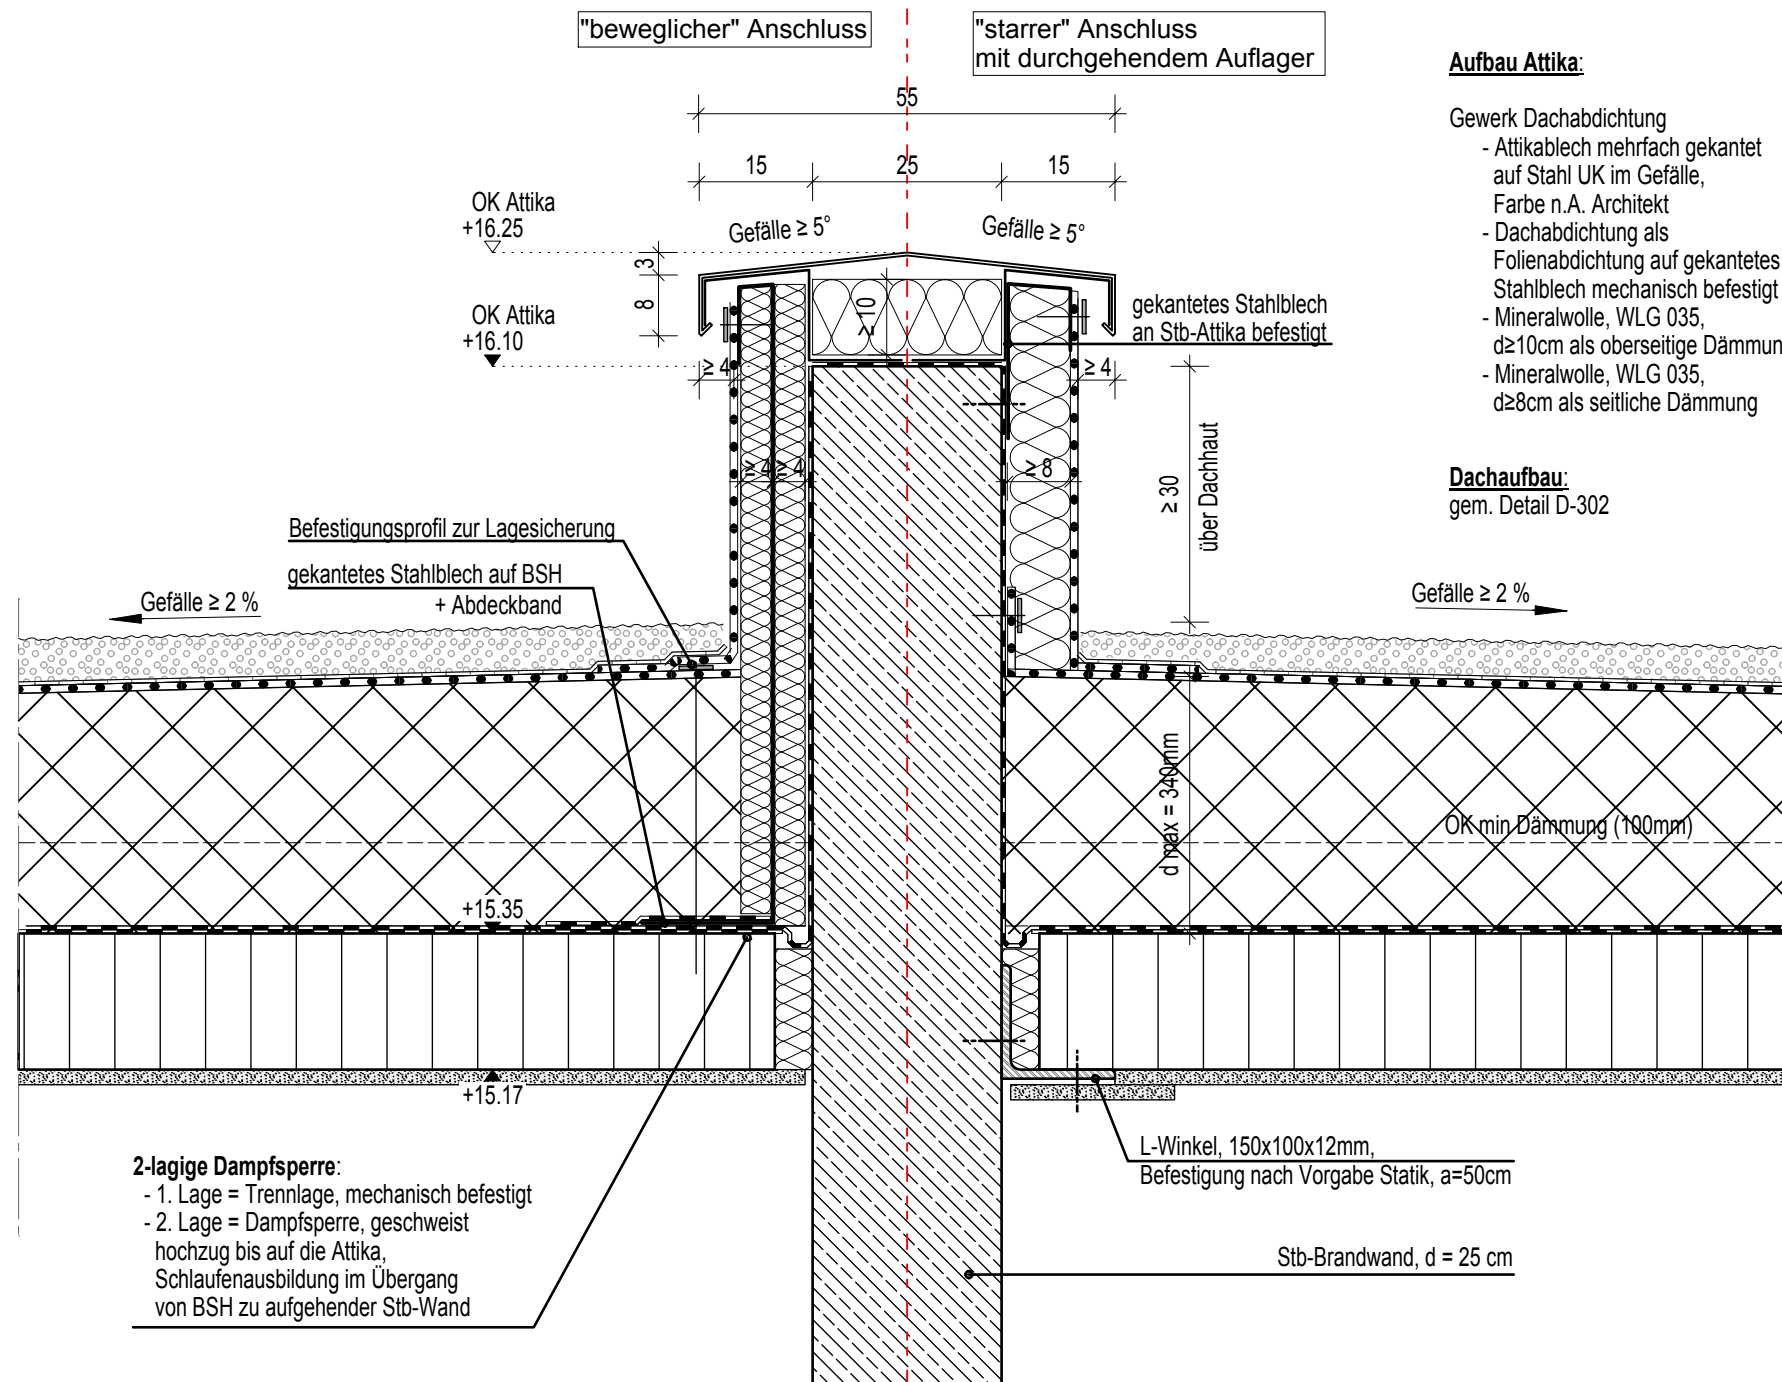 "beweglicher" Anschluss
"starrer" Anschluss
mit durchgehendem Auflager
55
15
25
15
OK Attika
+16.25
Gefälle ≥ 5°
Gefälle ≥ 5°
3
8
≥ 10
OK Attika
+16.10
≥ 4
≥ 4
gekantetes Stahlblech
an Stb-Attika befestigt
≥ 4
≥ 4
≥ 8
≥ 30
über Dachhaut
Aufbau Attika:
Gewerk Dachabdichtung
- Attikablech mehrfach gekantet
auf Stahl UK im Gefälle,
Farbe n.A. Architekt
- Dachabdichtung als
Folienabdichtung auf gekantetes
Stahlblech mechanisch befestigt
- Mineralwolle, WLG 035,
d≥10cm als oberseitige Dämmun
- Mineralwolle, WLG 035,
d≥8cm als seitliche Dämmung
Dachaufbau:
gem. Detail D-302
Befestigungsprofil zur Lagesicherung
gekantetes Stahlblech auf BSH
+ Abdeckband
Gefälle ≥ 2 %
Gefälle ≥ 2 %
d max = 340mm
OK min Dämmung (100mm)
+15.35
+15.17
2-lagige Dampfsperre:
- 1. Lage = Trennlage, mechanisch befestigt
- 2. Lage = Dampfsperre, geschweist
hochzug bis auf die Attika,
Schlaufenausbildung im Übergang
von BSH zu aufgehender Stb-Wand
L-Winkel, 150x100x12mm,
Befestigung nach Vorgabe Statik, a=50cm
Stb-Brandwand, d = 25 cm